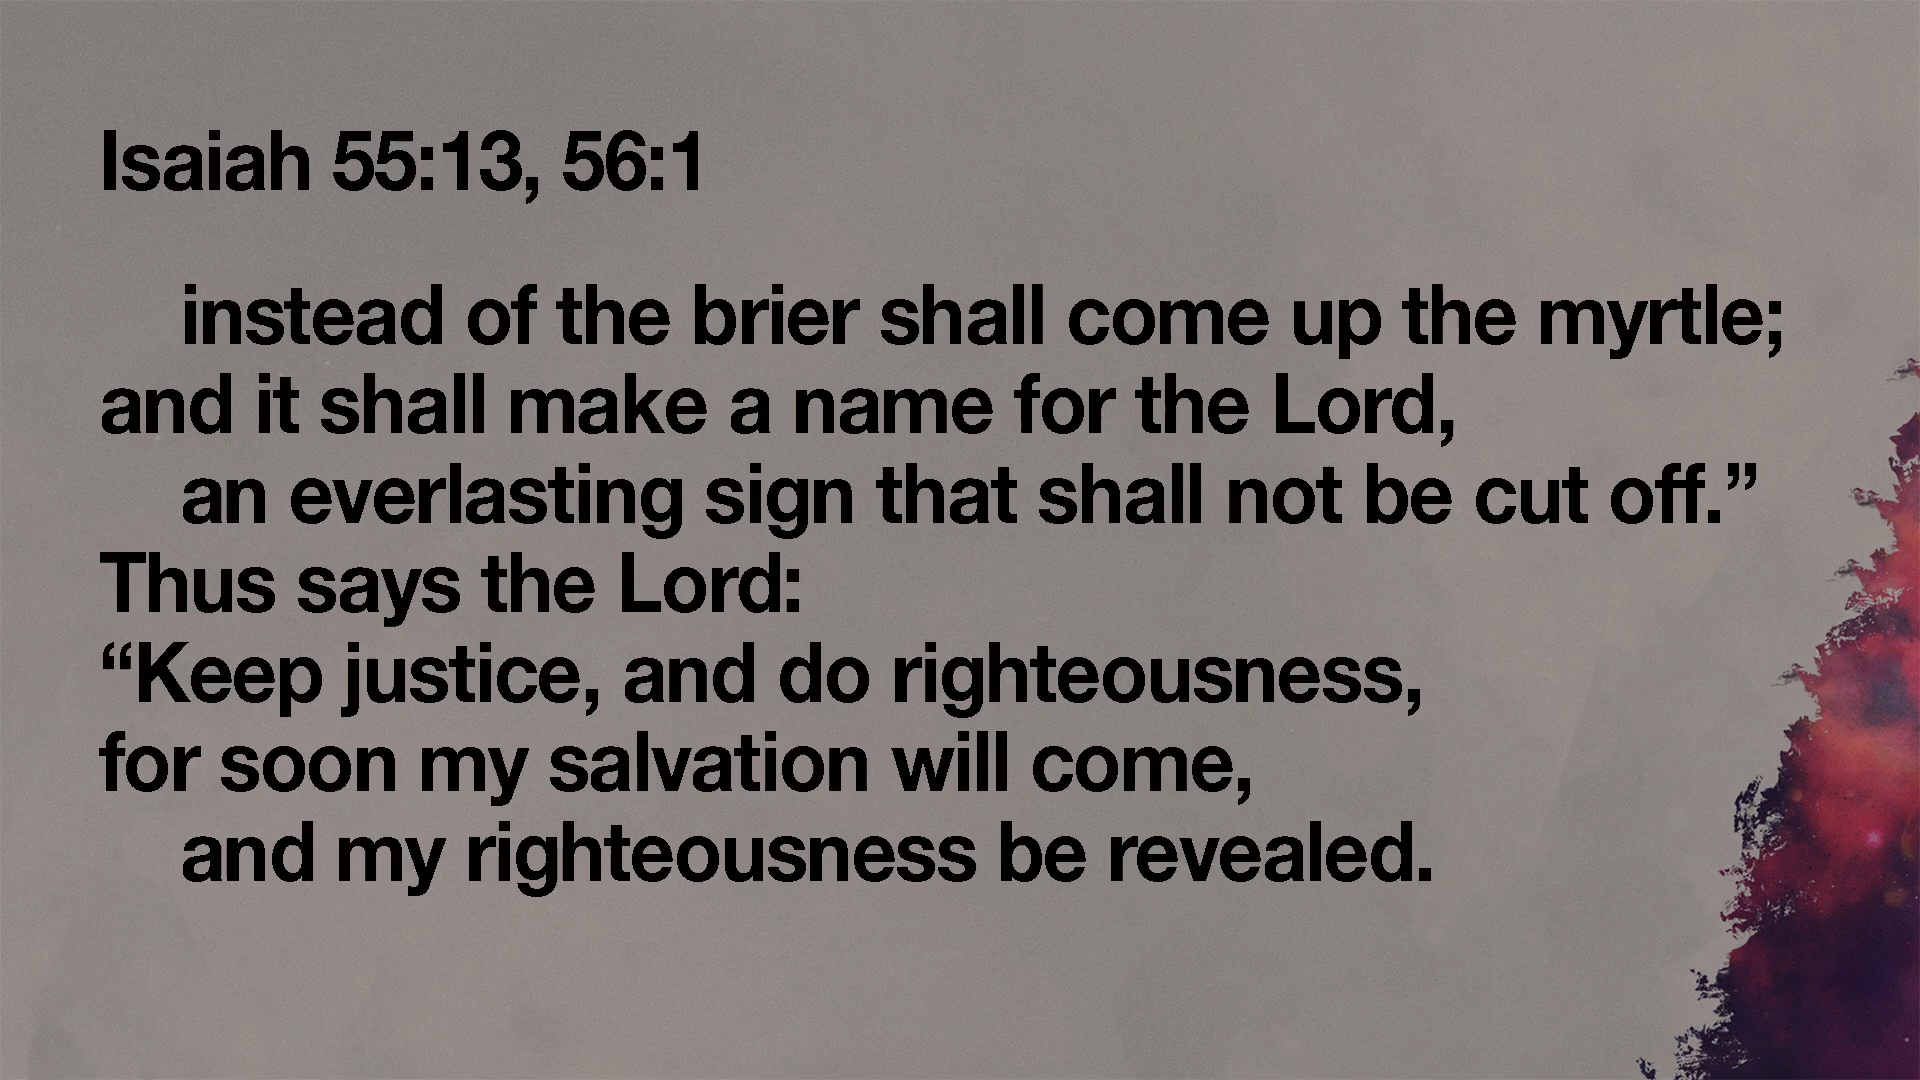 Isaiah 55:13, 56:1
instead of the brier shall come up the myrtle;
and it shall make a name for the Lord,
an everlasting sign that shall not be cut off.”
Thus says the Lord:
“Keep justice, and do righteousness,
for soon my salvation will come,
and my righteousness be revealed.